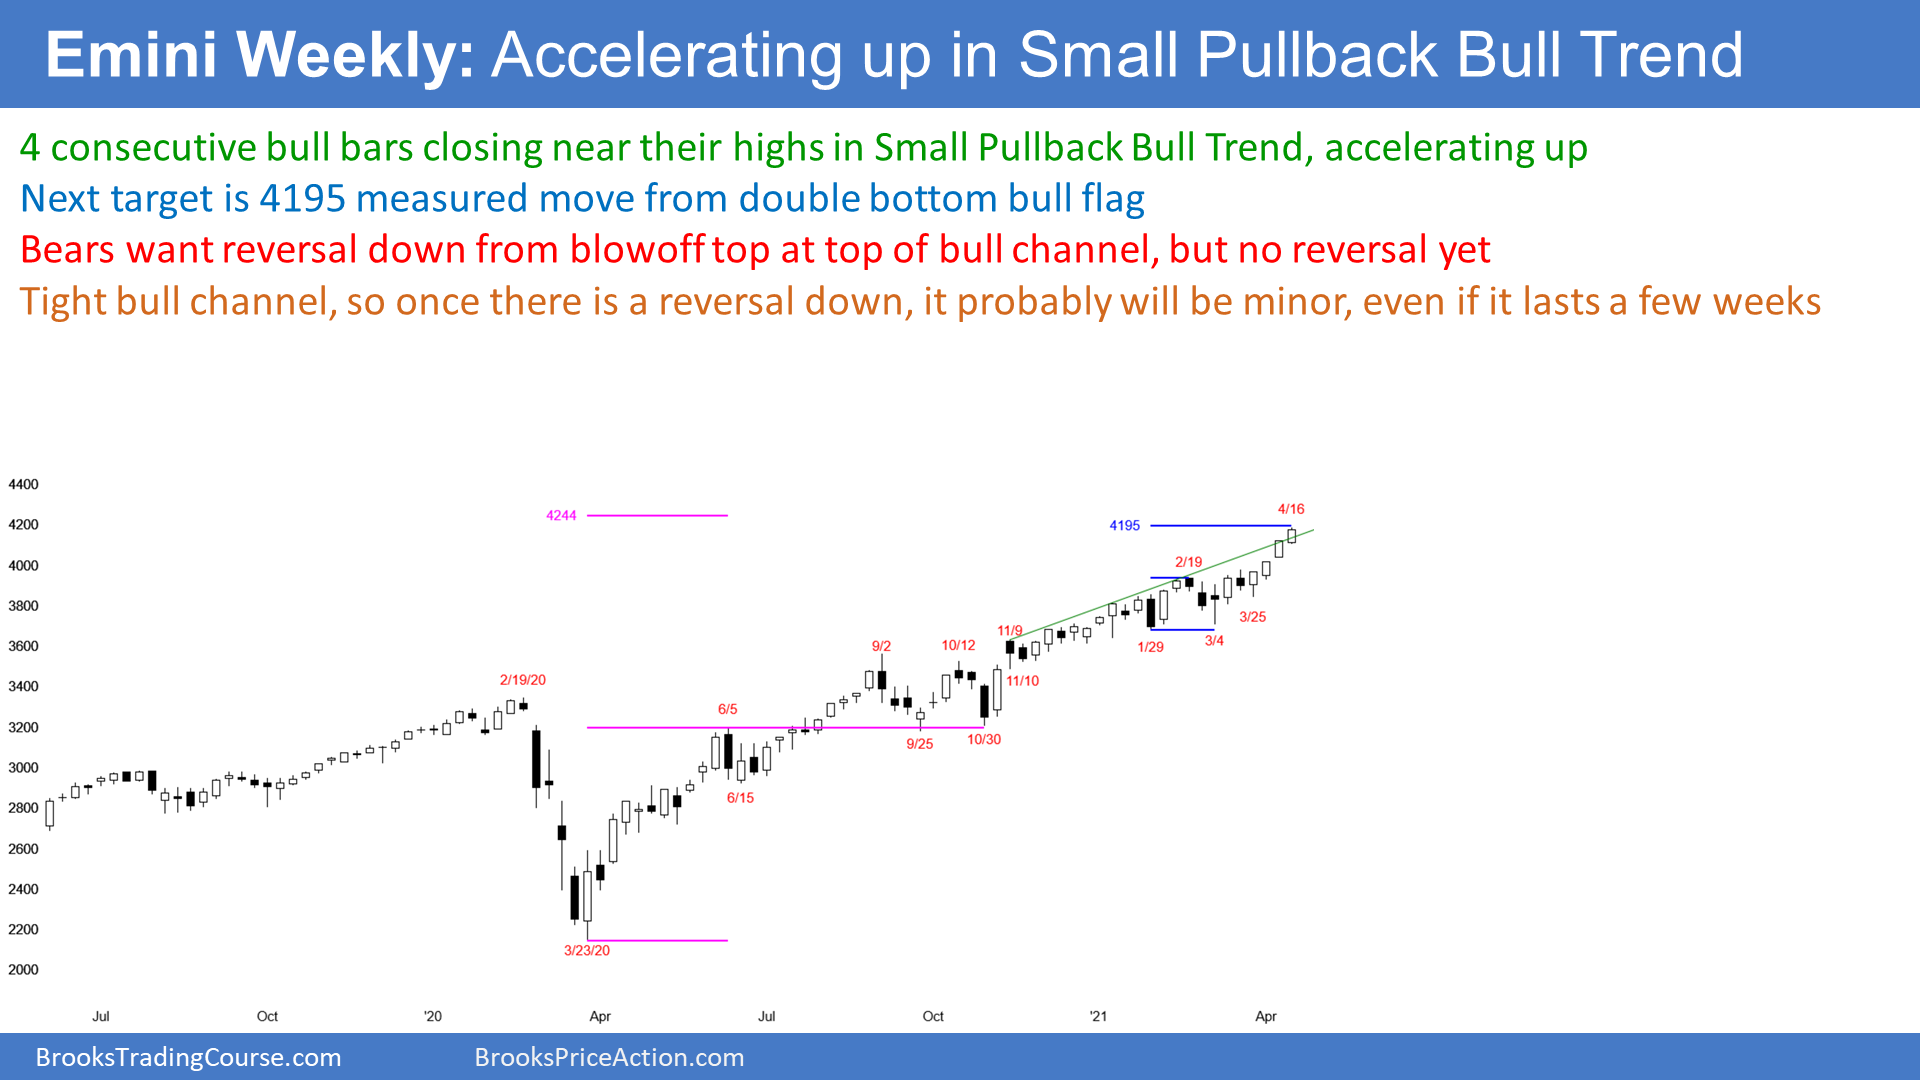 Emini Weekly: Accelerating up in Small Pullback Bull Trend
4 consecutive bull bars closing near their highs in Small Pullback Bull Trend, accelerating up
Next target is 4195 measured move from double bottom bull flag
Bears want reversal down from blowoff top at top of bull channel, but no reversal yet
Tight bull channel, so once there is a reversal down, it probably will be minor, even if it lasts a few weeks
4400
4200
4000
3800
3600
3400
3200
3000
2800
2600
2400
2200
2000
4244
4195
4/16
2/19
3/25
1/29
3/4
11/9
11/10
9/2
10/12
2/19/20
6/5
9/25
10/30
6/15
3/23/20
Jul
Oct
'20
Apr
Jul
Oct
'21
Apr
BrooksTradingCourse.com
BrooksPriceAction.com